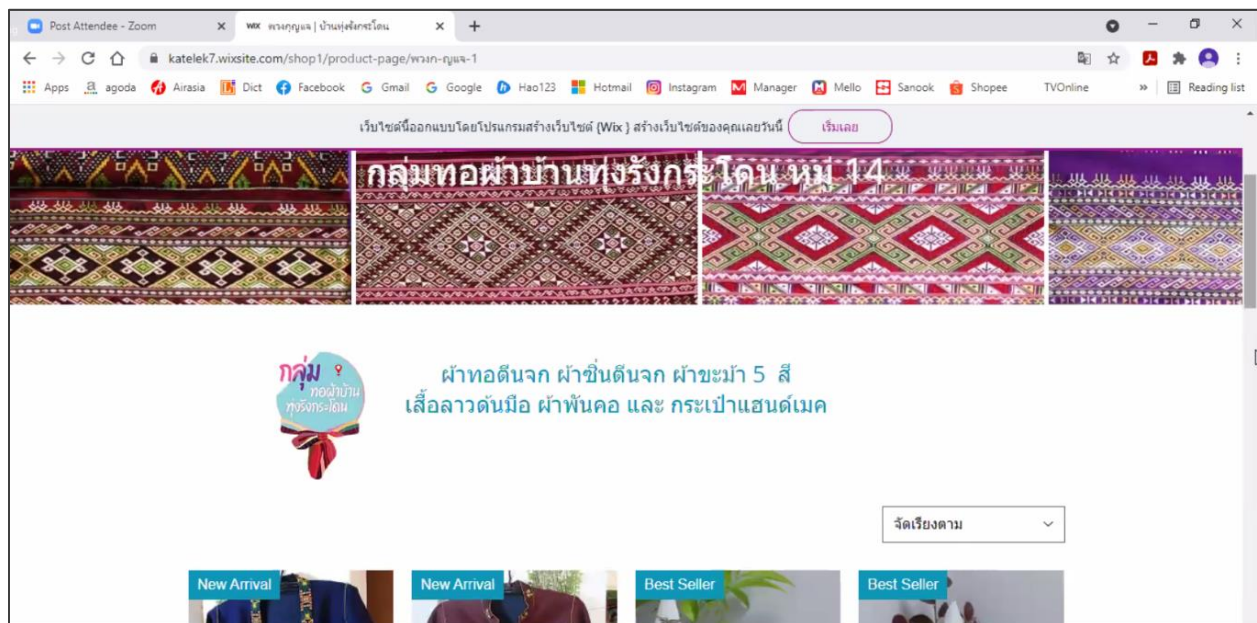 Post Attendee - Zoom
WIX พวงกุญแจ | บ้านทุ่งรังกระโดน
katelek7.wixsite.com/shop1/product-page/พวงก-ญแจ-1
Apps agoda Airasia Dict Facebook Gmail Google Hao123 Hotmail Instagram Manager Mello Sanook Shopee TVOnline » Reading list
เว็บไซต์นี้ออกแบบโดยโปรแกรมสร้างเว็บไซต์ {Wix } สร้างเว็บไซต์ของคุณเลยวันนี้ เริ่มเลย
กลุ่มทอผ้าบ้านทุ่งรังกระโดน หมู่ 14
กลุ่ม
ทอผ้าบ้าน
ทุ่งรังกระโดน
ผ้าทอตีนจก ผ้าซิ่นตีนจก ผ้าขะม้า 5 สี
เสื้อลาวด้นมือ ผ้าพันคอ และ กระเป๋าแฮนด์เมค
จัดเรียงตาม
New Arrival
New Arrival
Best Seller
Best Seller